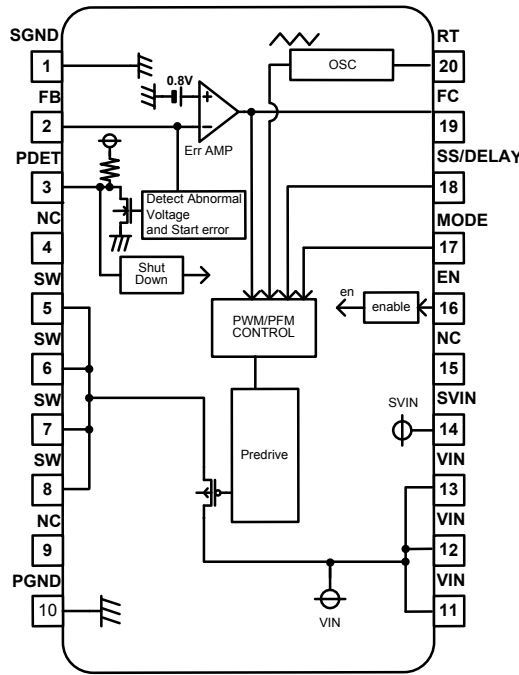 SGND
1
FB
2
PDET
3
NC
4
SW
5
SW
6
SW
7
SW
8
NC
9
PGND
10
0.8V
+
−
Err AMP
Detect Abnormal
Voltage
and Start error
Shut
Down
OSC
PWM/PFM
CONTROL
Predrive
en
enable
SVIN
VIN
RT
20
FC
19
SS/DELAY
18
MODE
17
EN
16
NC
15
SVIN
14
VIN
13
VIN
12
VIN
11